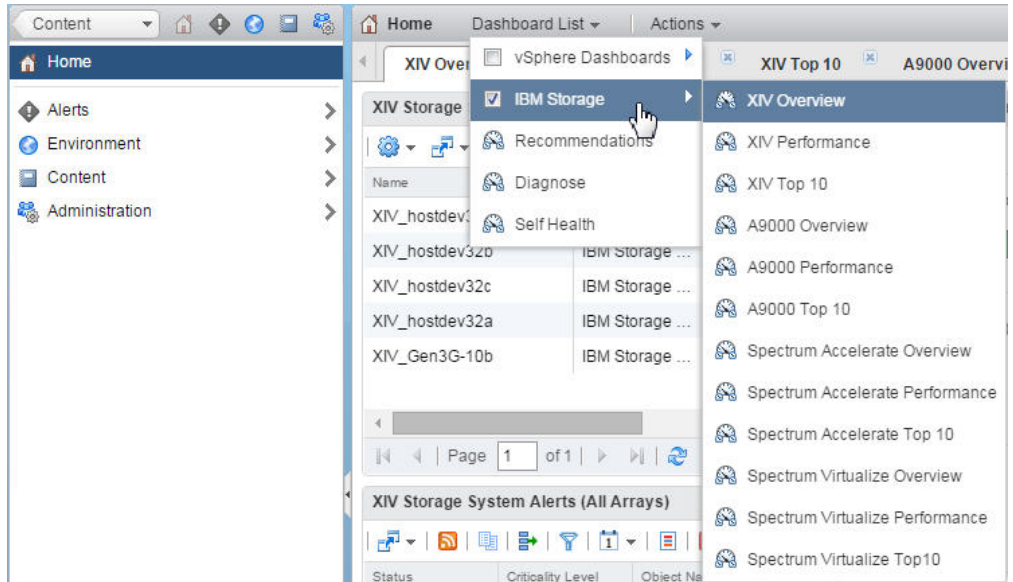 Content
Home
Alerts
Environment
Content
Administration
Home Dashboard List Actions
XIV Over XIV Top 10 A9000 Overvi
vSphere Dashboards
IBM Storage
Recommendations
Diagnose
Self Health
XIV Overview
XIV Performance
XIV Top 10
A9000 Overview
A9000 Performance
A9000 Top 10
Spectrum Accelerate Overview
Spectrum Accelerate Performance
Spectrum Accelerate Top 10
Spectrum Virtualize Overview
Spectrum Virtualize Performance
Spectrum Virtualize Top10
XIV Storage
Name
XIV_hostdev3
XIV_hostdev32b IBM Storage ...
XIV_hostdev32c IBM Storage ...
XIV_hostdev32a IBM Storage ...
XIV_Gen3G-10b IBM Storage ...
Page 1 of 1
XIV Storage System Alerts (All Arrays)
1
Status Criticality Level Object Na